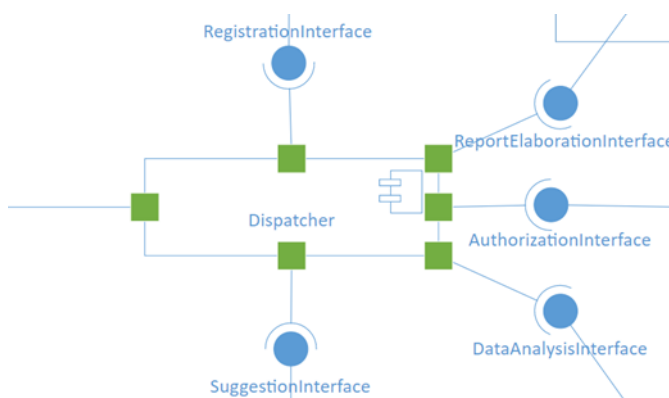 RegistrationInterface
ReportElaborationInterface
Dispatcher
AuthorizationInterface
DataAnalysisInterface
SuggestionInterface